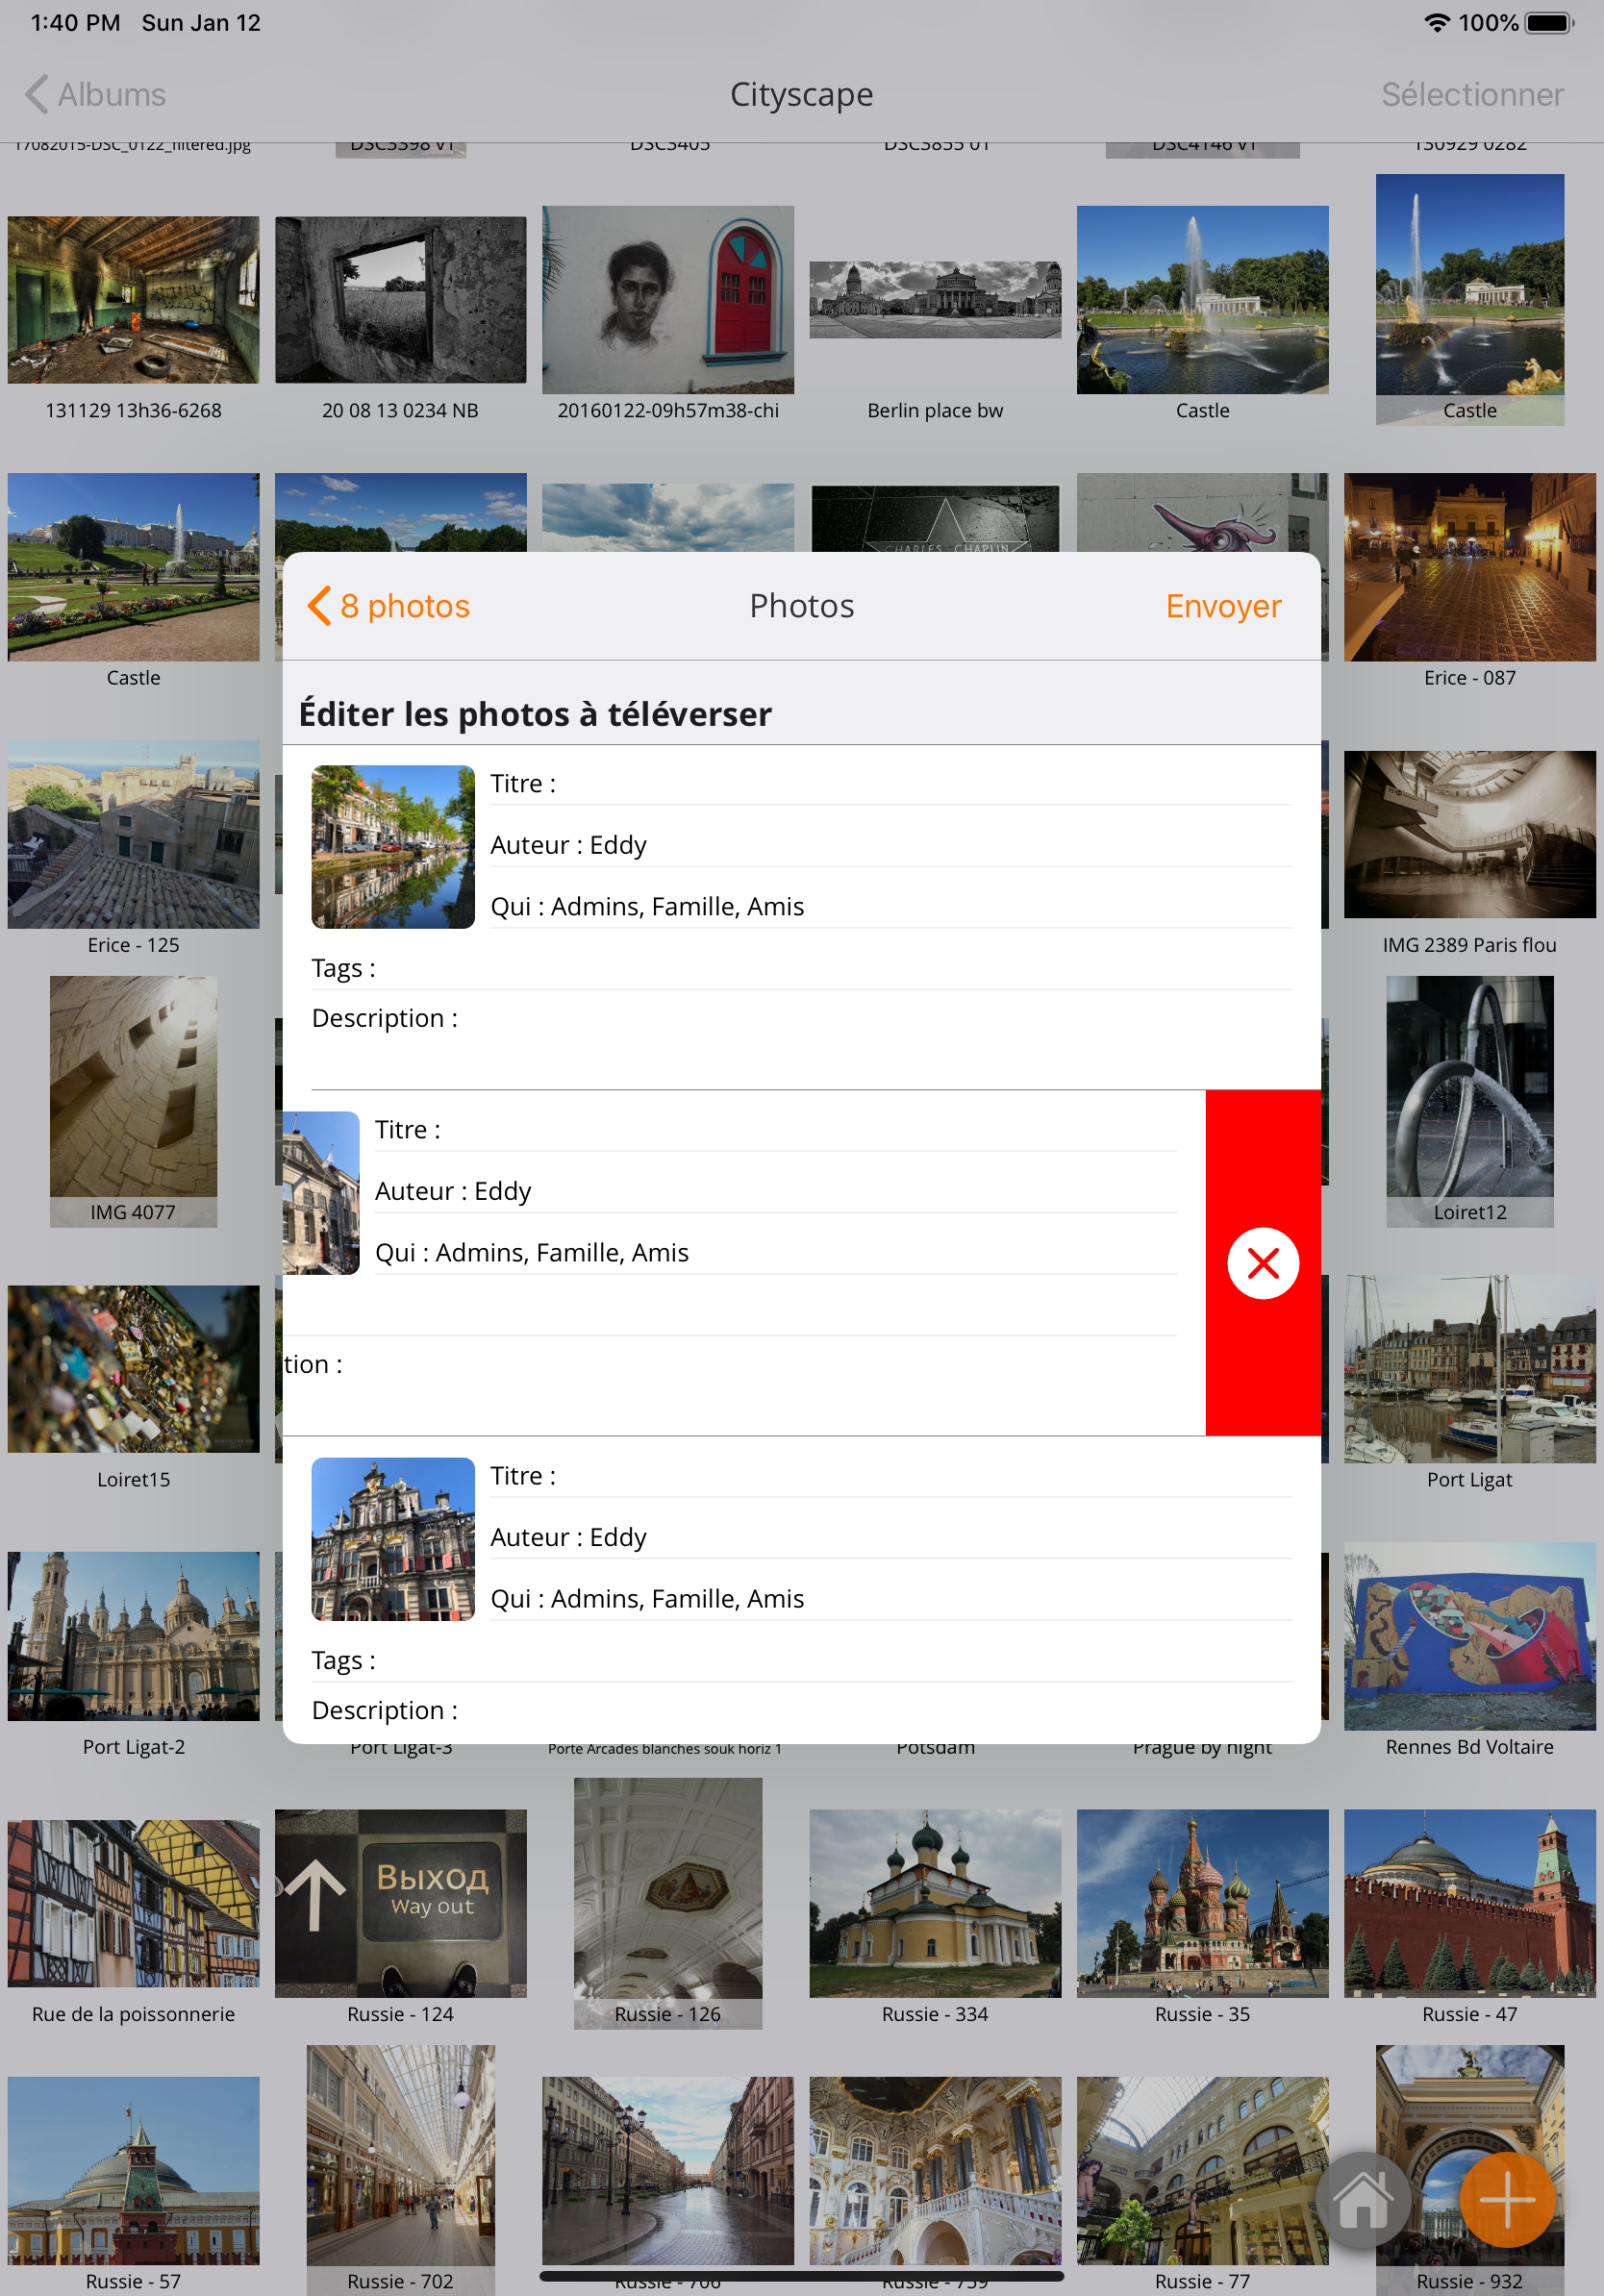 1:40 PM Sun Jan 12
100%
Albums
Cityscape
Sélectionner
17082015-DSC_0122_filtered.jpg
DSC3398 v1
DSC3405
DSC3855 01
DSC4146 v1
130929 0282
131129 13h36-6268
20 08 13 0234 NB
20160122-09h57m38-chi
Berlin place bw
Castle
Castle
CHARLES CHAPLIN
Castle
Erice - 087
8 photos
Photos
Envoyer
Éditer les photos à téléverser
Titre :
Auteur : Eddy
Qui : Admins, Famille, Amis
Tags :
Description :
Erice - 125
IMG 2389 Paris flou
IMG 4077
Loiret12
Titre :
Auteur : Eddy
Qui : Admins, Famille, Amis
tion :
Loiret15
Port Ligat
Titre :
Auteur : Eddy
Qui : Admins, Famille, Amis
Tags :
Description :
Port Ligat-2
Port Ligat-3
Porte Arcades blanches souk horiz 1
Potsdam
Prague by night
Rennes Bd Voltaire
Выход
Way out
Rue de la poissonnerie
Russie - 124
Russie - 126
Russie - 334
Russie - 35
Russie - 47
Russie - 57
Russie - 702
Russie - 706
Russie - 759
Russie - 77
Russie - 932